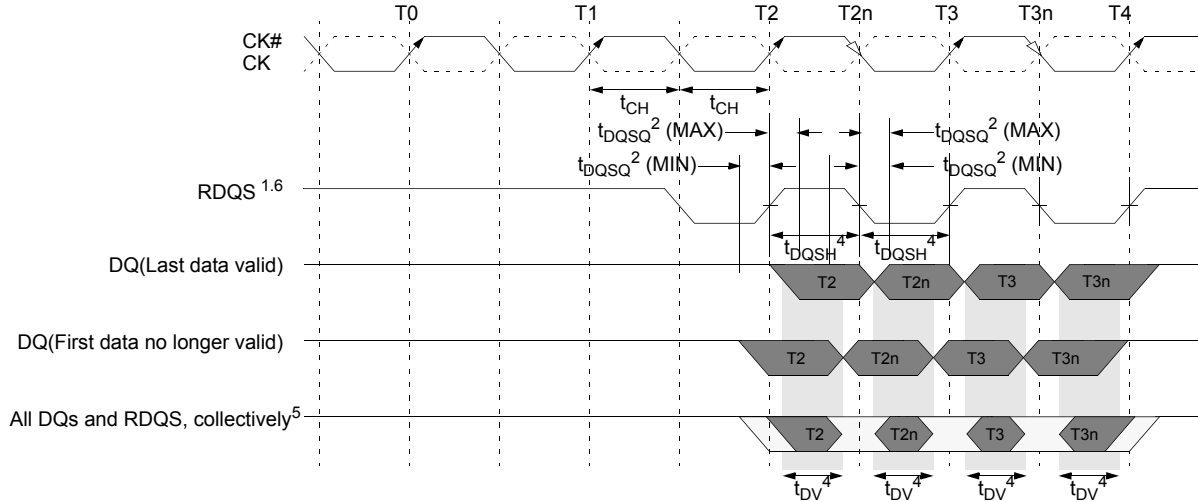 T0 T1 T2 T2n T3 T3n T4
CK#
CK
tCH tCH
tDQSQ2 (MAX) tDQSQ2 (MAX)
tDQSQ2 (MIN) tDQSQ2 (MIN)
RDQS 1.6
tDQSH4 tDQSH4
DQ(Last data valid)
T2 T2n T3 T3n
DQ(First data no longer valid)
T2 T2n T3 T3n
All DQs and RDQS, collectively5
T2 T2n T3 T3n
tDV4 tDV4 tDV4 tDV4